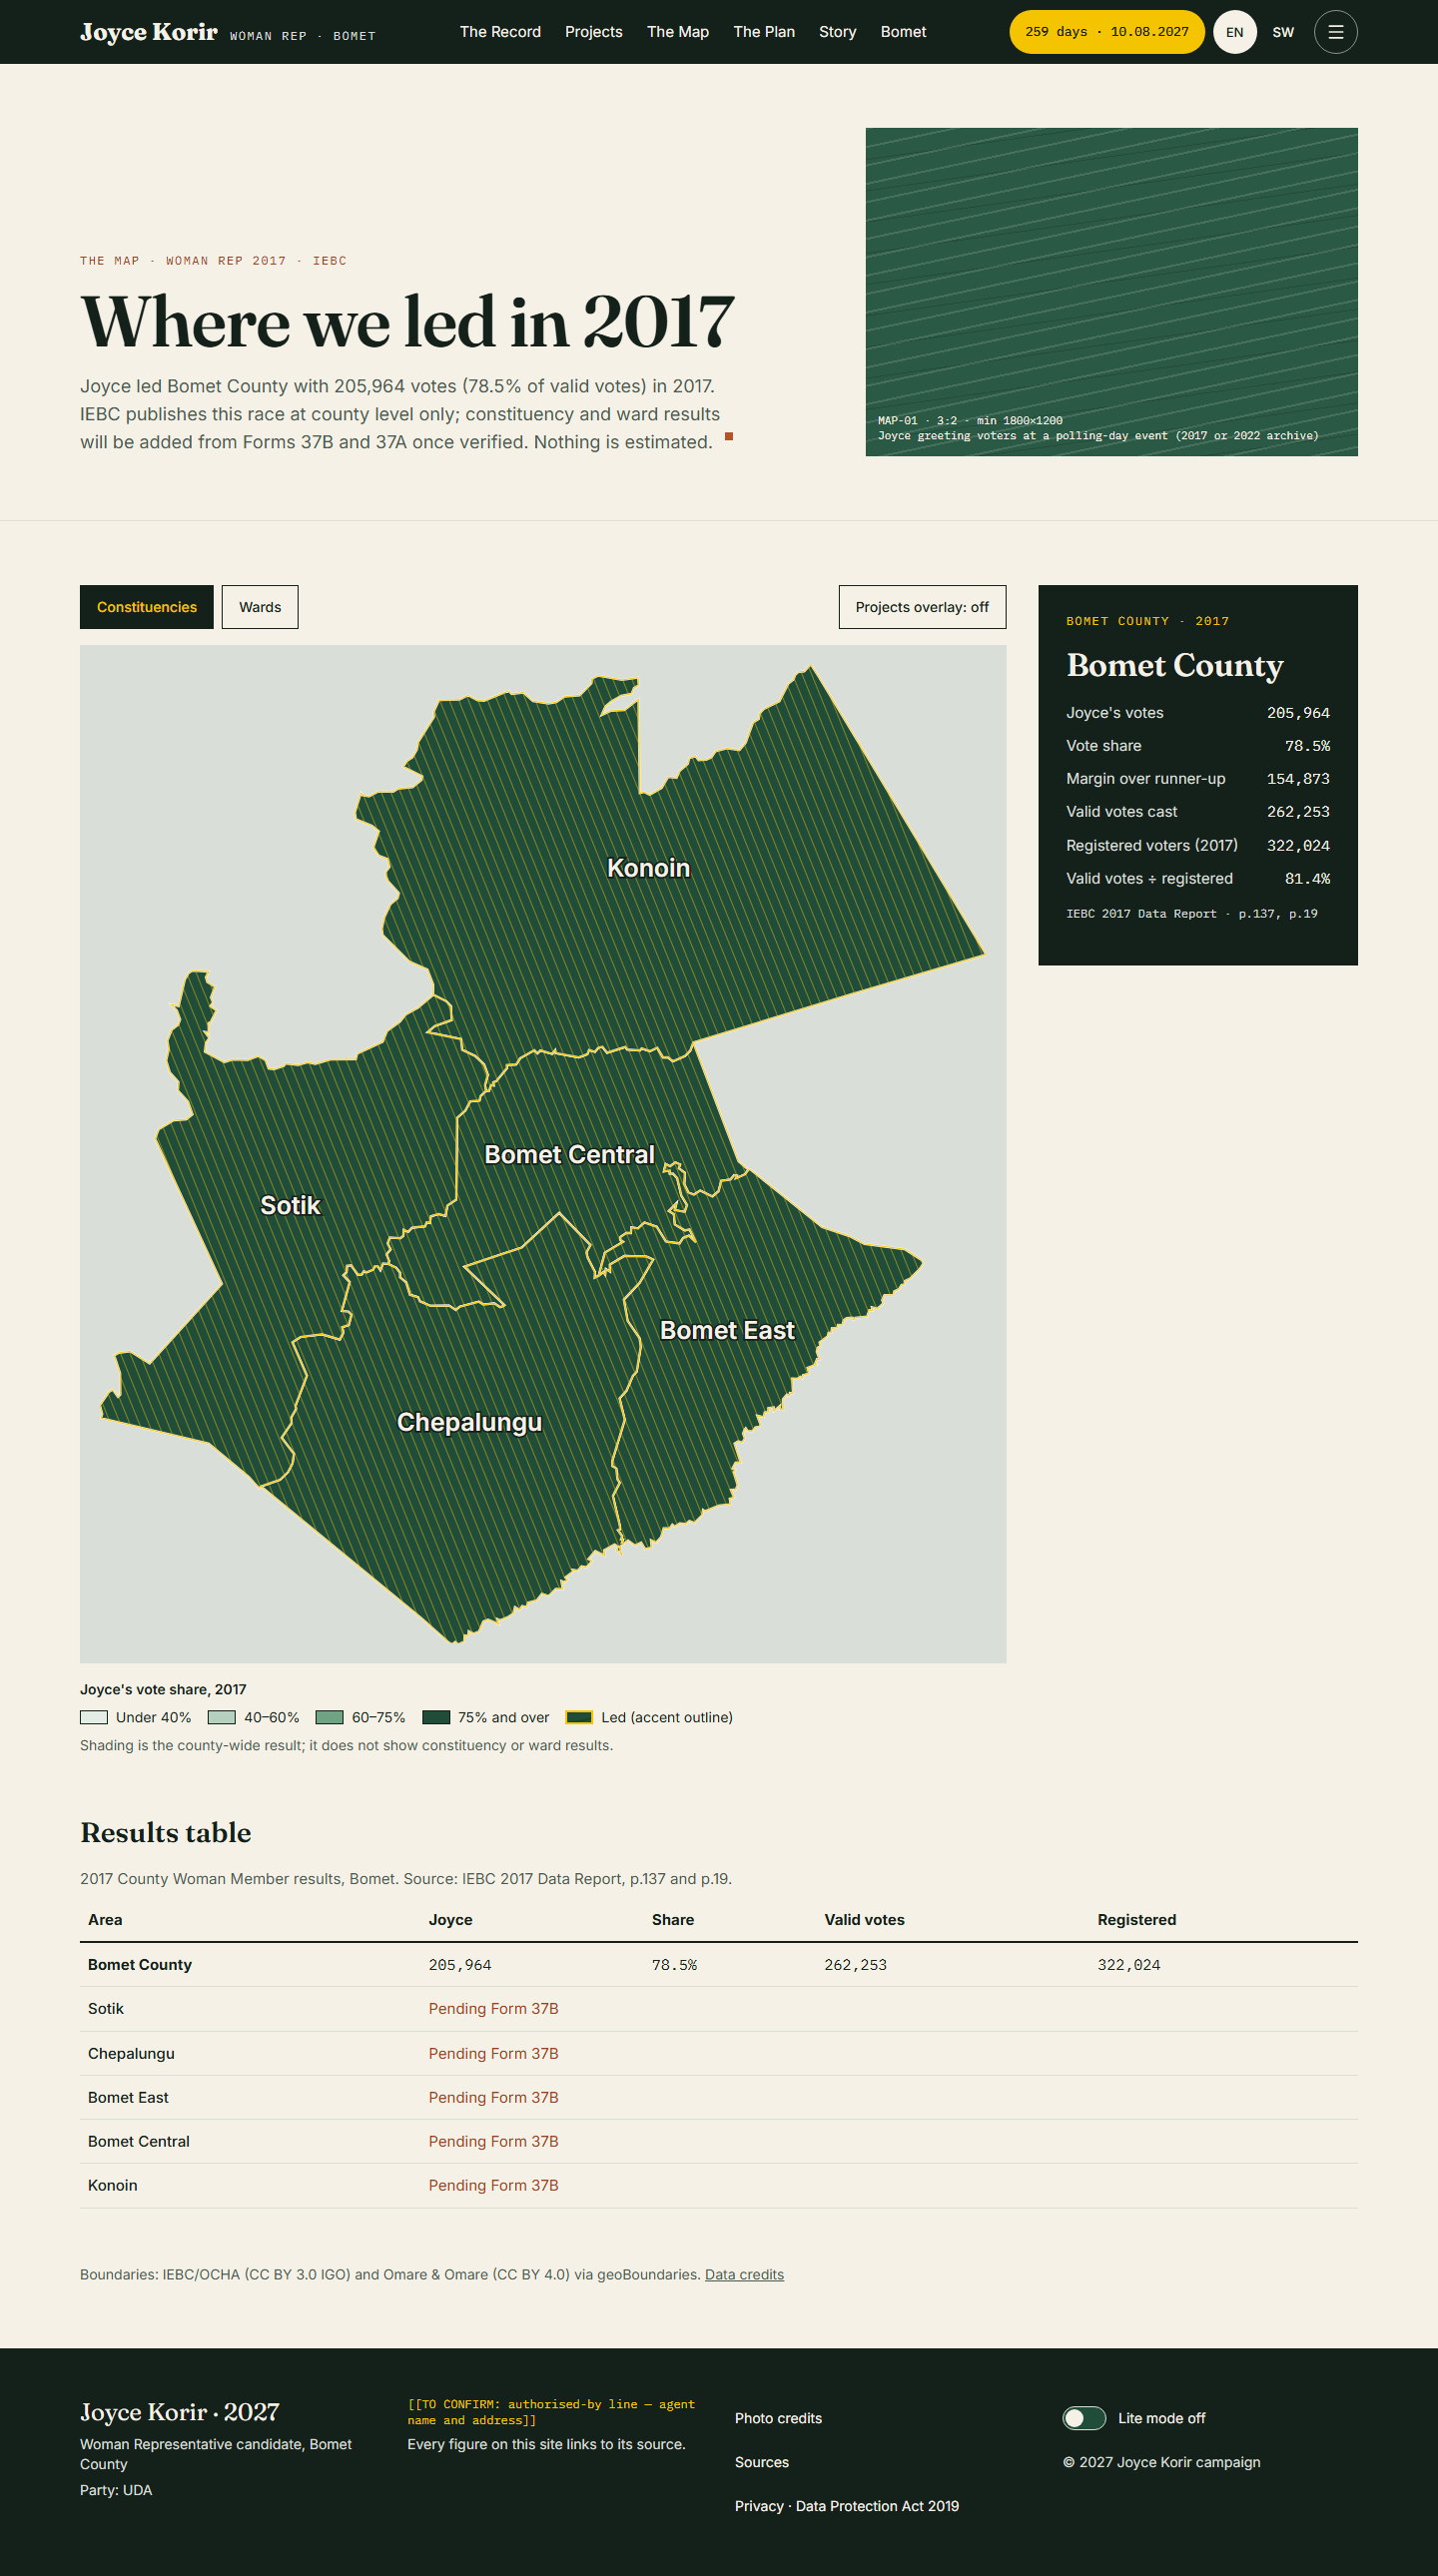 Joyce Korir WOMAN REP · BOMET
The Record Projects The Map The Plan Story Bomet
259 days · 10.08.2027 EN SW
THE MAP · WOMAN REP 2017 · IEBC
Where we led in 2017
Joyce led Bomet County with 205,964 votes (78.5% of valid votes) in 2017.
IEBC publishes this race at county level only; constituency and ward results
will be added from Forms 37B and 37A once verified. Nothing is estimated.
MAP-01 · 3:2 · min 1800×1200
Joyce greeting voters at a polling-day event (2017 or 2022 archive)
Constituencies Wards Projects overlay: off
Konoin
Bomet Central
Sotik
Bomet East
Chepalungu
BOMET COUNTY · 2017
Bomet County
Joyce's votes 205,964
Vote share 78.5%
Margin over runner-up 154,873
Valid votes cast 262,253
Registered voters (2017) 322,024
Valid votes ÷ registered 81.4%
IEBC 2017 Data Report · p.137, p.19
Joyce's vote share, 2017
Under 40% 40–60% 60–75% 75% and over Led (accent outline)
Shading is the county-wide result; it does not show constituency or ward results.
Results table
2017 County Woman Member results, Bomet. Source: IEBC 2017 Data Report, p.137 and p.19.
Area Joyce Share Valid votes Registered
Bomet County 205,964 78.5% 262,253 322,024
Sotik Pending Form 37B
Chepalungu Pending Form 37B
Bomet East Pending Form 37B
Bomet Central Pending Form 37B
Konoin Pending Form 37B
Boundaries: IEBC/OCHA (CC BY 3.0 IGO) and Omare & Omare (CC BY 4.0) via geoBoundaries. Data credits
Joyce Korir · 2027
Woman Representative candidate, Bomet
County
Party: UDA
[[TO CONFIRM: authorised-by line — agent
name and address]]
Every figure on this site links to its source.
Photo credits
Sources
Privacy · Data Protection Act 2019
Lite mode off
© 2027 Joyce Korir campaign